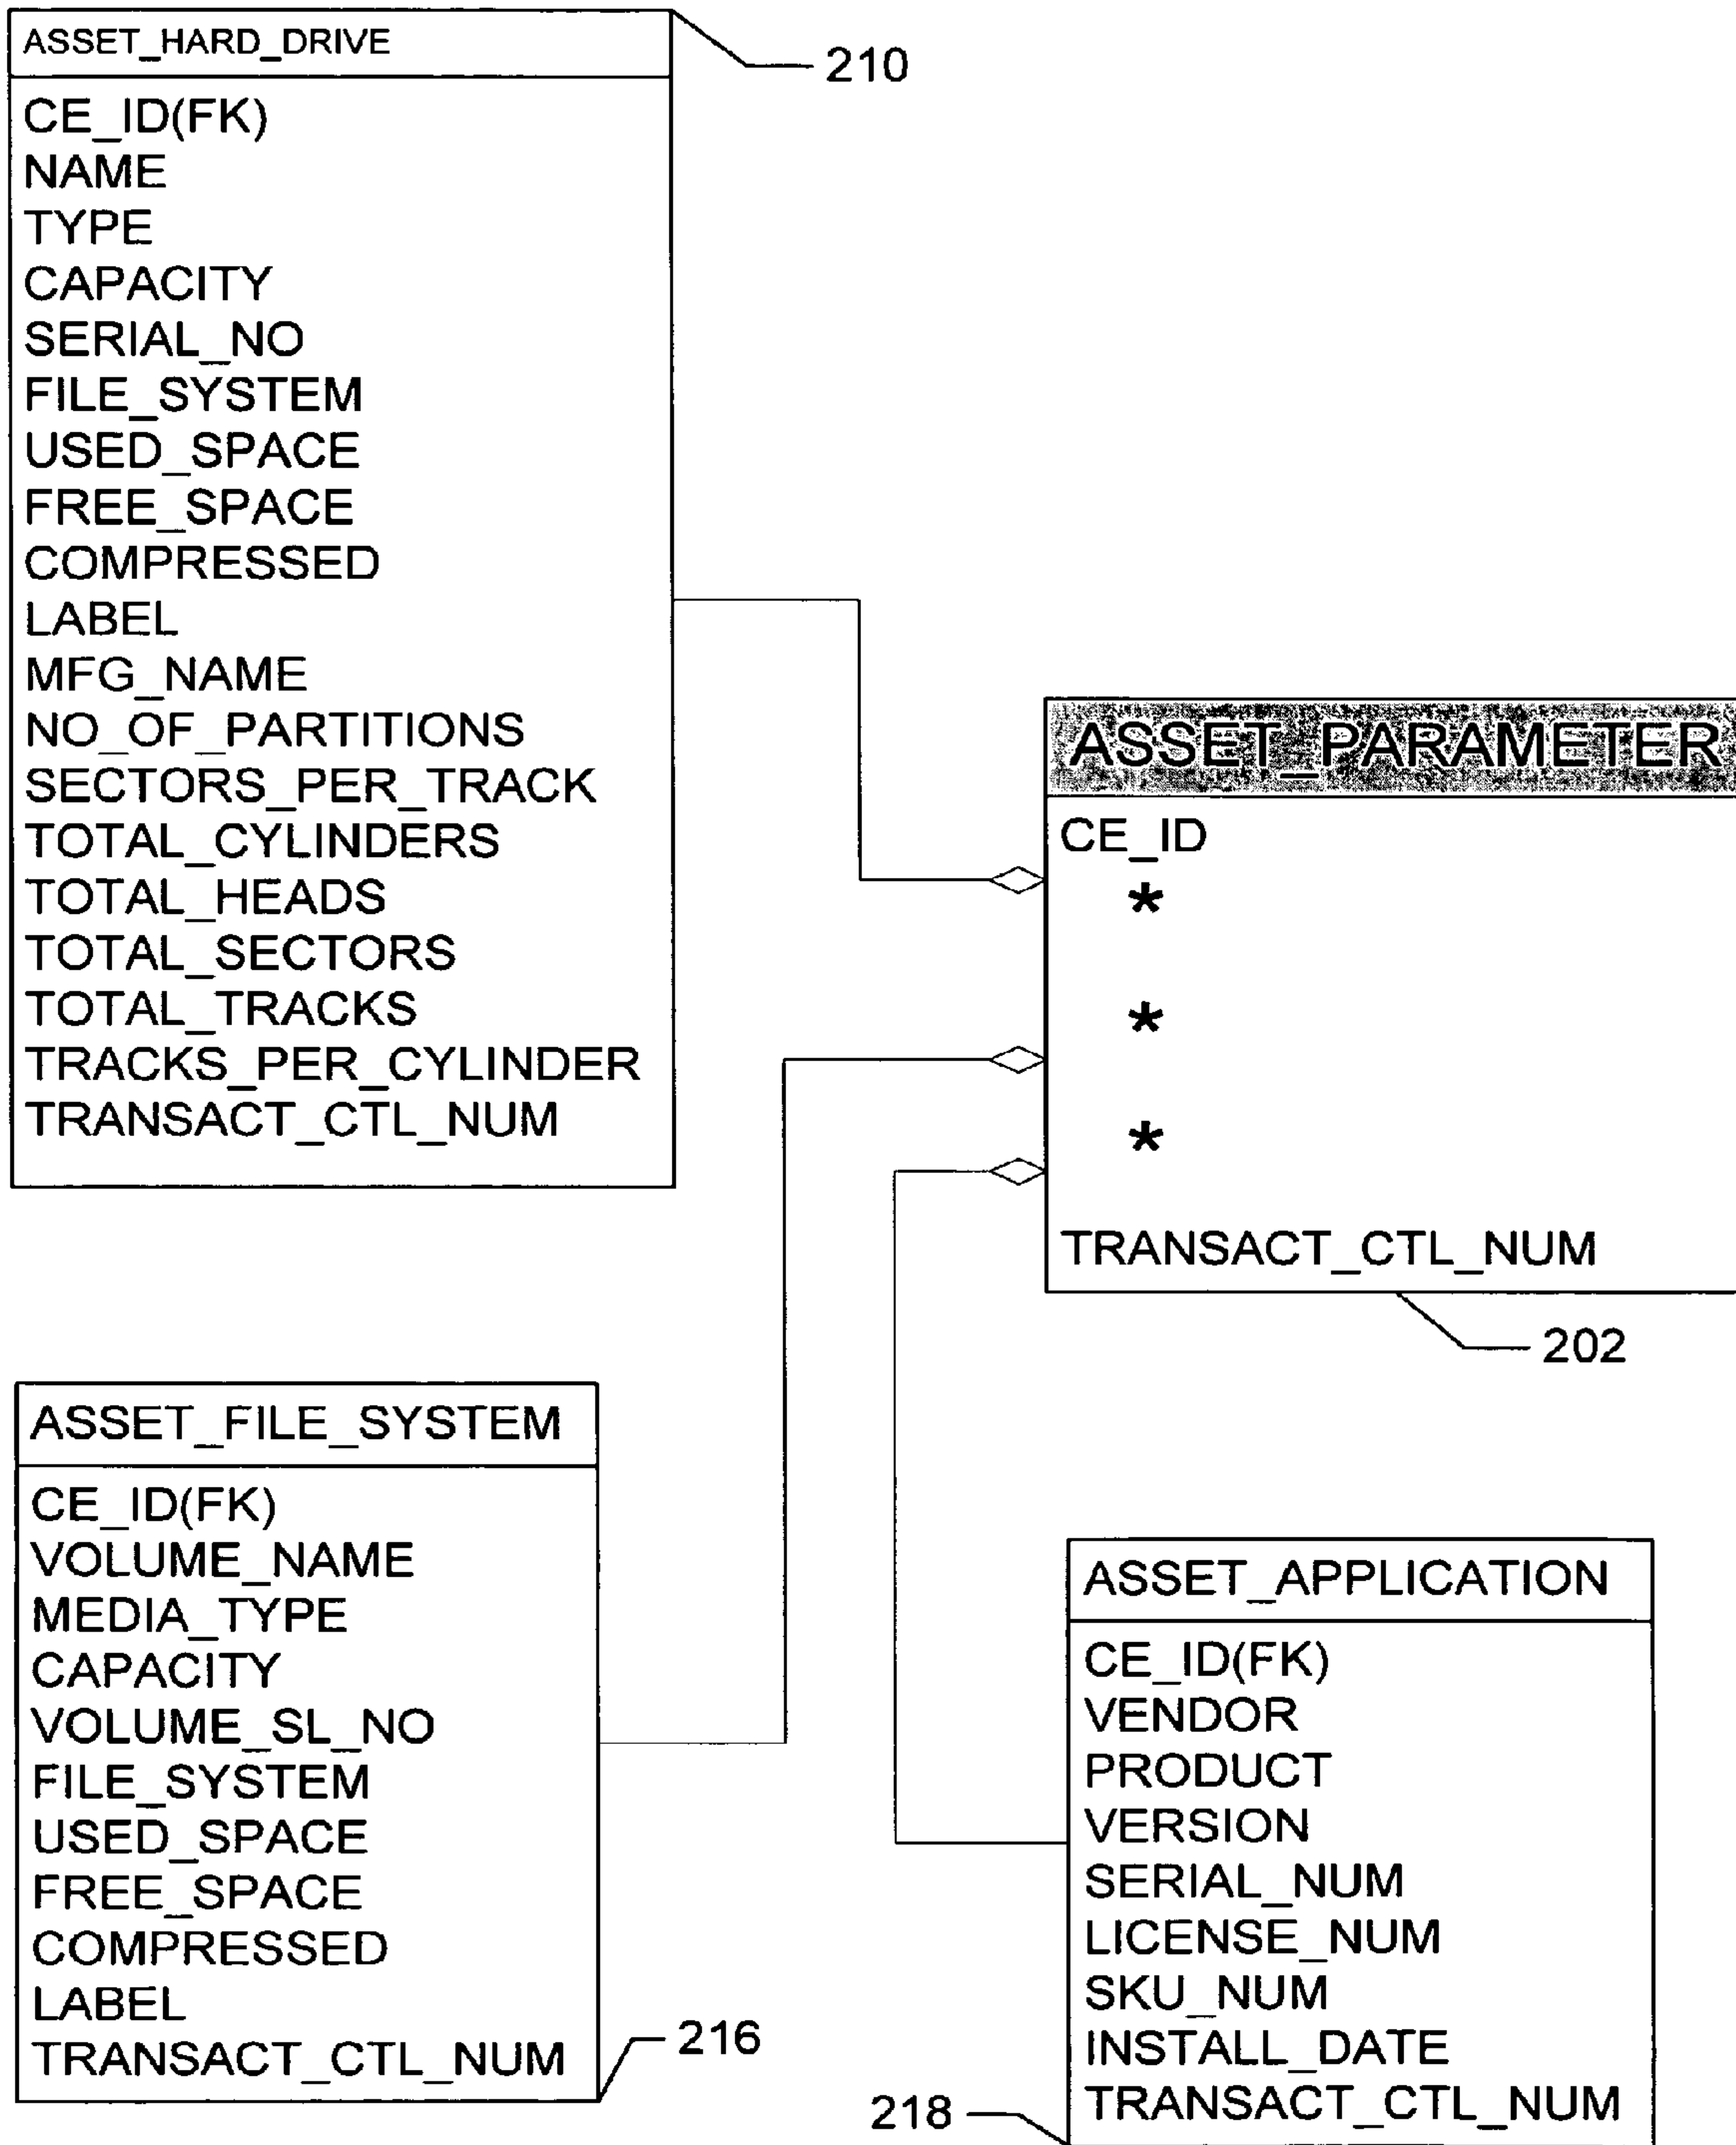 ASSET_HARD_DRIVE
210
CE_ID(FK)
NAME
TYPE
CAPACITY
SERIAL_NO
FILE_SYSTEM
USED_SPACE
FREE_SPACE
COMPRESSED
LABEL
MFG_NAME
NO_OF_PARTITIONS
SECTORS_PER_TRACK
TOTAL_CYLINDERS
TOTAL_HEADS
TOTAL_SECTORS
TOTAL_TRACKS
TRACKS_PER_CYLINDER
TRANSACT_CTL_NUM
ASSET_PARAMETER
CE_ID
*
*
*
TRANSACT_CTL_NUM
202
ASSET_FILE_SYSTEM
CE_ID(FK)
VOLUME_NAME
MEDIA_TYPE
CAPACITY
VOLUME_SL_NO
FILE_SYSTEM
USED_SPACE
FREE_SPACE
COMPRESSED
LABEL
TRANSACT_CTL_NUM
216
ASSET_APPLICATION
CE_ID(FK)
VENDOR
PRODUCT
VERSION
SERIAL_NUM
LICENSE_NUM
SKU_NUM
INSTALL_DATE
TRANSACT_CTL_NUM
218